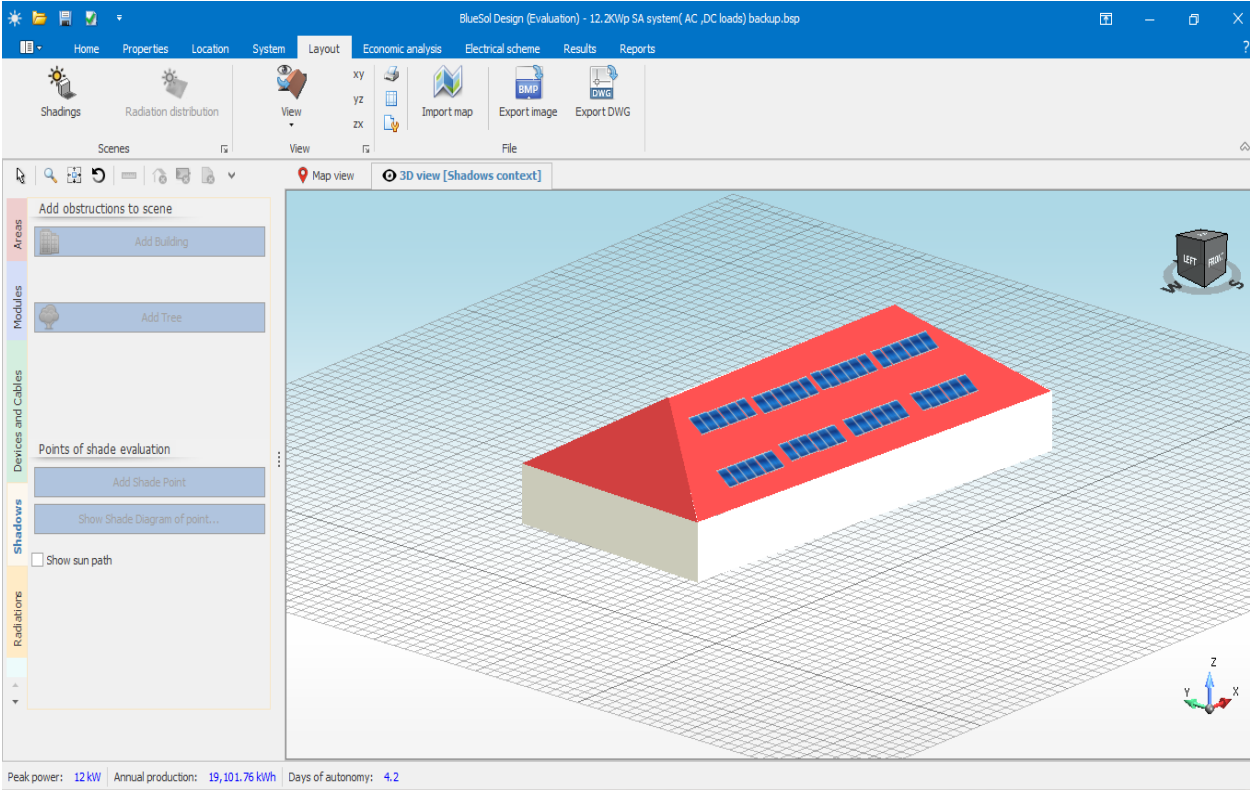 BlueSol Design (Evaluation) - 12.2KWp SA system( AC ,DC loads) backup.bsp
Home Properties Location System Layout Economic analysis Electrical scheme Results Reports ?
Shadings Radiation distribution View xy yz zx Import map BMP Export image DWG Export DWG
Scenes View File
Map view 3D view [Shadows context]
Add obstructions to scene
Add Building
Add Tree
Points of shade evaluation
Add Shade Point
Show Shade Diagram of point...
Show sun path
Areas
Modules
Devices and Cables
Shadows
Radiations
LEFT FRONT
W S
Z
Y X
Peak power: 12 kW Annual production: 19,101.76 kWh Days of autonomy: 4.2